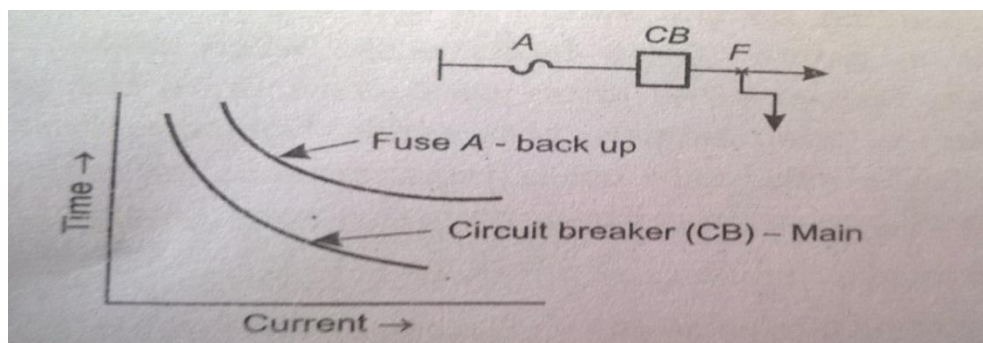 A
CB
F
Fuse A - back up
Circuit breaker (CB) – Main
Time →
Current →